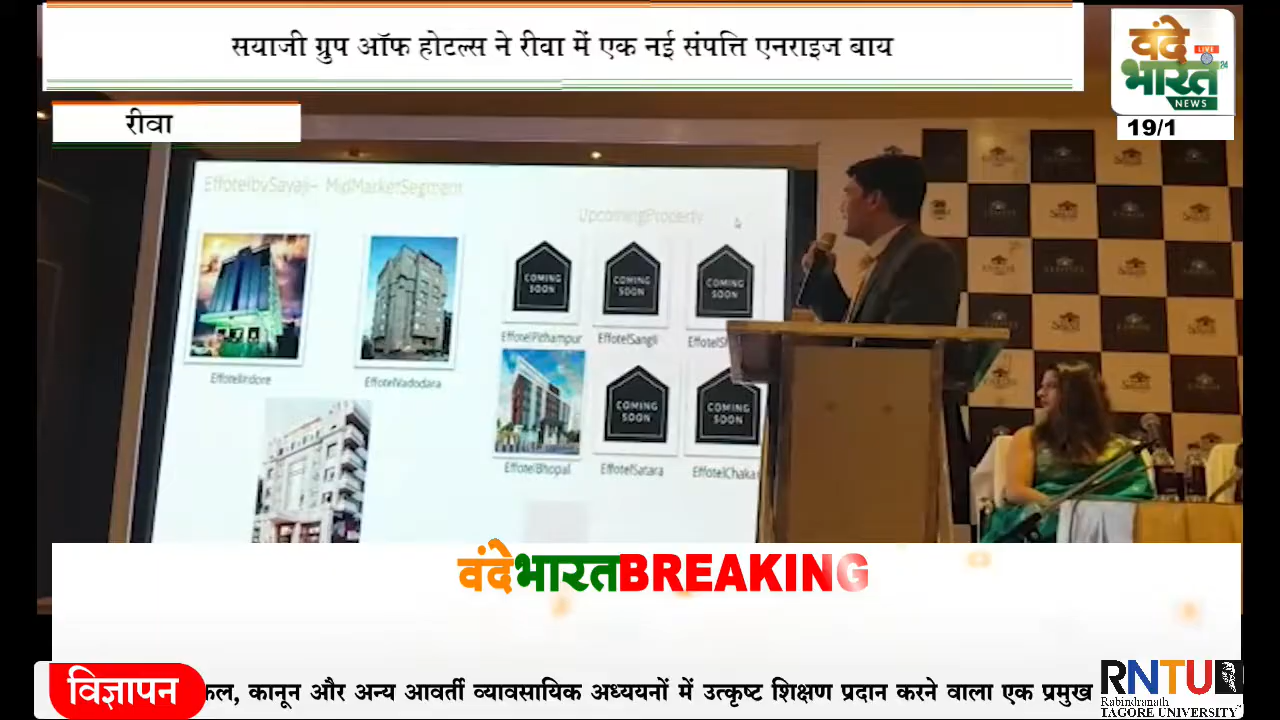 सयाजी ग्रुप ऑफ होटल्स ने रीवा में एक नई संपत्ति एनराइज बाय
वंदे
LIVE
भारत 24
NEWS
19/1
रीवा
EffotelbySayaji- MidMarketSegment
UpcomingProperty
COMING SOON
COMING SOON
COMING SOON
EffotelPithampur
EffotelSangli
EffotelIndore
EffotelVadodara
COMING SOON
COMING SOON
EffotelBhopal
EffotelSatara
EffotelChaka
वंदेभारतBREAKING
विज्ञापन
कानून और अन्य आवर्ती व्यावसायिक अध्ययनों में उत्कृष्ट शिक्षण प्रदान करने वाला एक प्रमुख
RNTU
Rabindranath
TAGORE UNIVERSITY